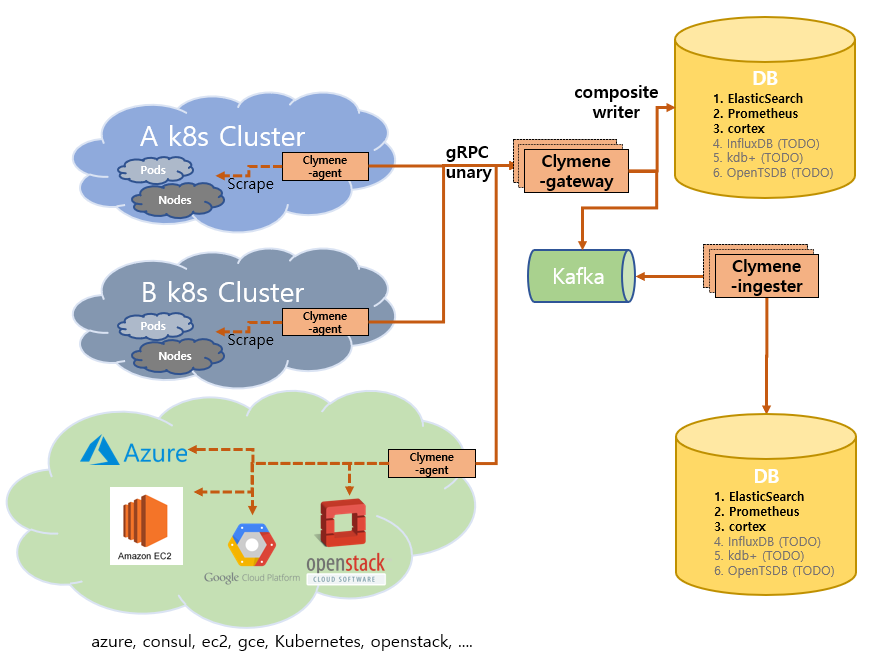 A k8s Cluster
Pods
Nodes
Scrape
Clymene
-agent
B k8s Cluster
Pods
Nodes
Scrape
Clymene
-agent
Azure
Amazon EC2
Google Cloud Platform
openstack
CLOUD SOFTWARE
Clymene
-agent
azure, consul, ec2, gce, Kubernetes, openstack, ....
gRPC
unary
Clymene
-gateway
composite
writer
DB
1. ElasticSearch
2. Prometheus
3. cortex
4. InfluxDB (TODO)
5. kdb+ (TODO)
6. OpenTSDB (TODO)
Kafka
Clymene
-ingester
DB
1. ElasticSearch
2. Prometheus
3. cortex
4. InfluxDB (TODO)
5. kdb+ (TODO)
6. OpenTSDB (TODO)